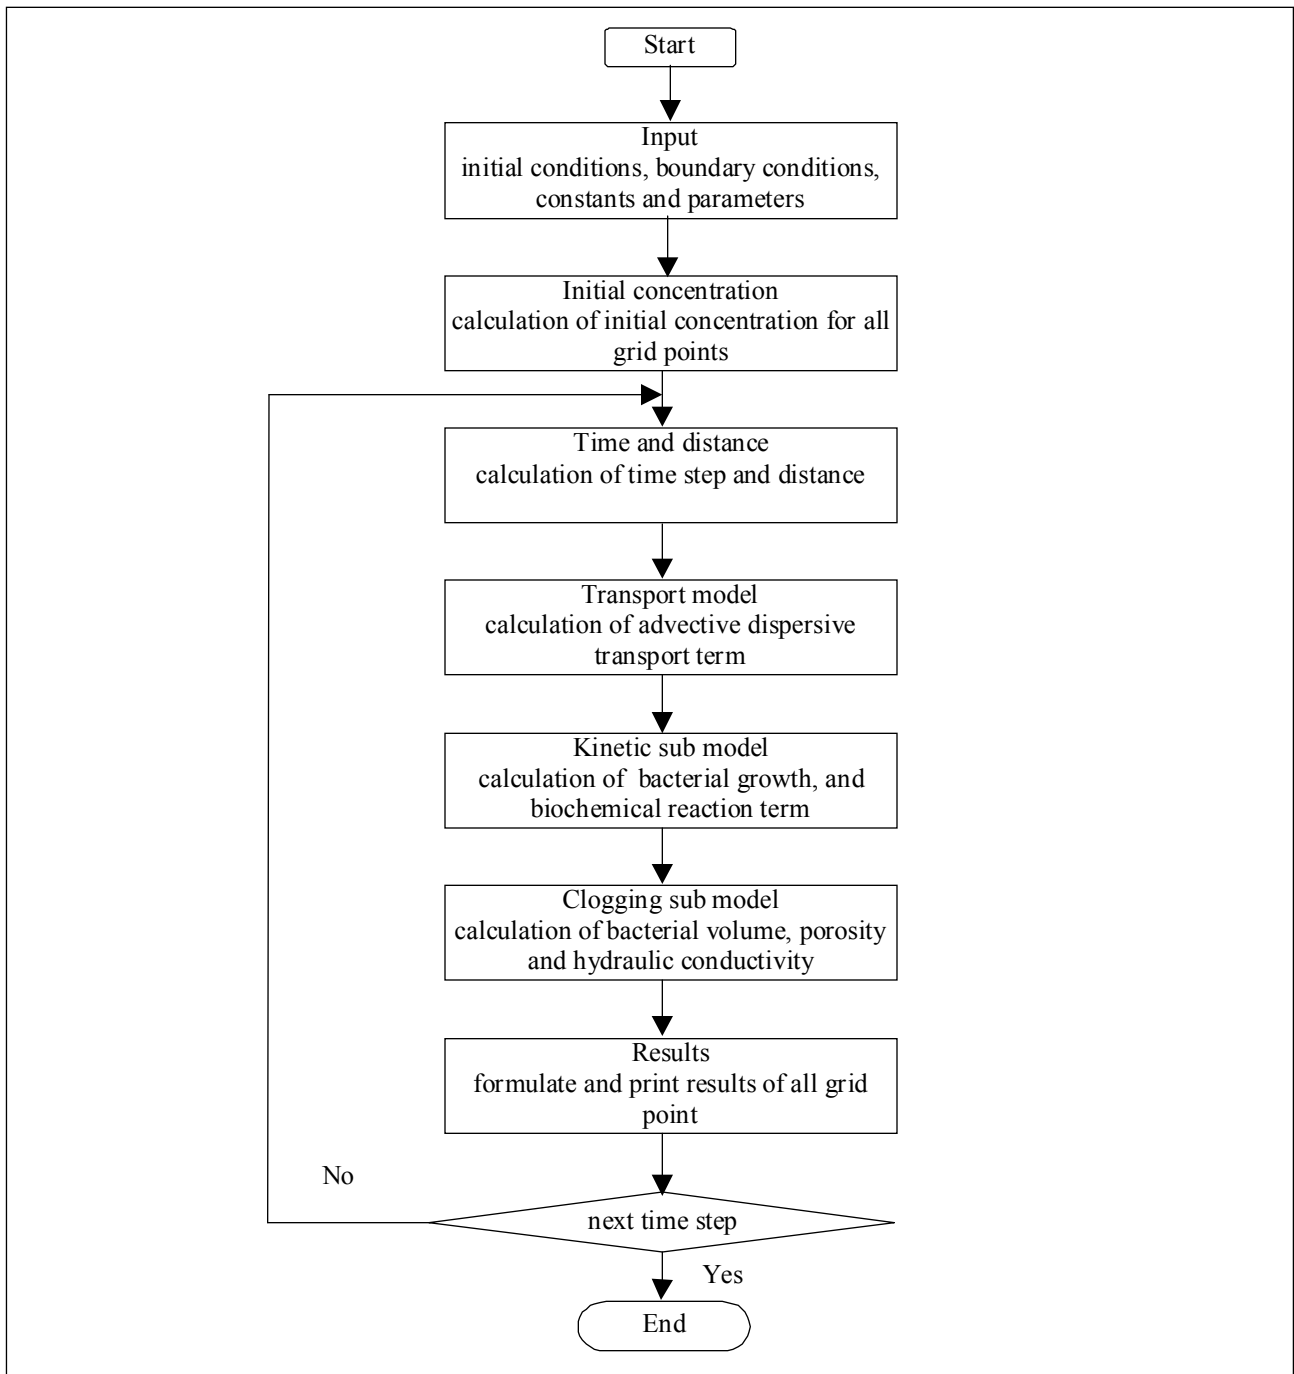 Start
Input
initial conditions, boundary conditions,
constants and parameters
Initial concentration
calculation of initial concentration for all
grid points
Time and distance
calculation of time step and distance
Transport model
calculation of advective dispersive
transport term
Kinetic sub model
calculation of  bacterial growth, and
biochemical reaction term
Clogging sub model
calculation of bacterial volume, porosity
and hydraulic conductivity
Results
formulate and print results of all grid
point
No
next time step
Yes
End